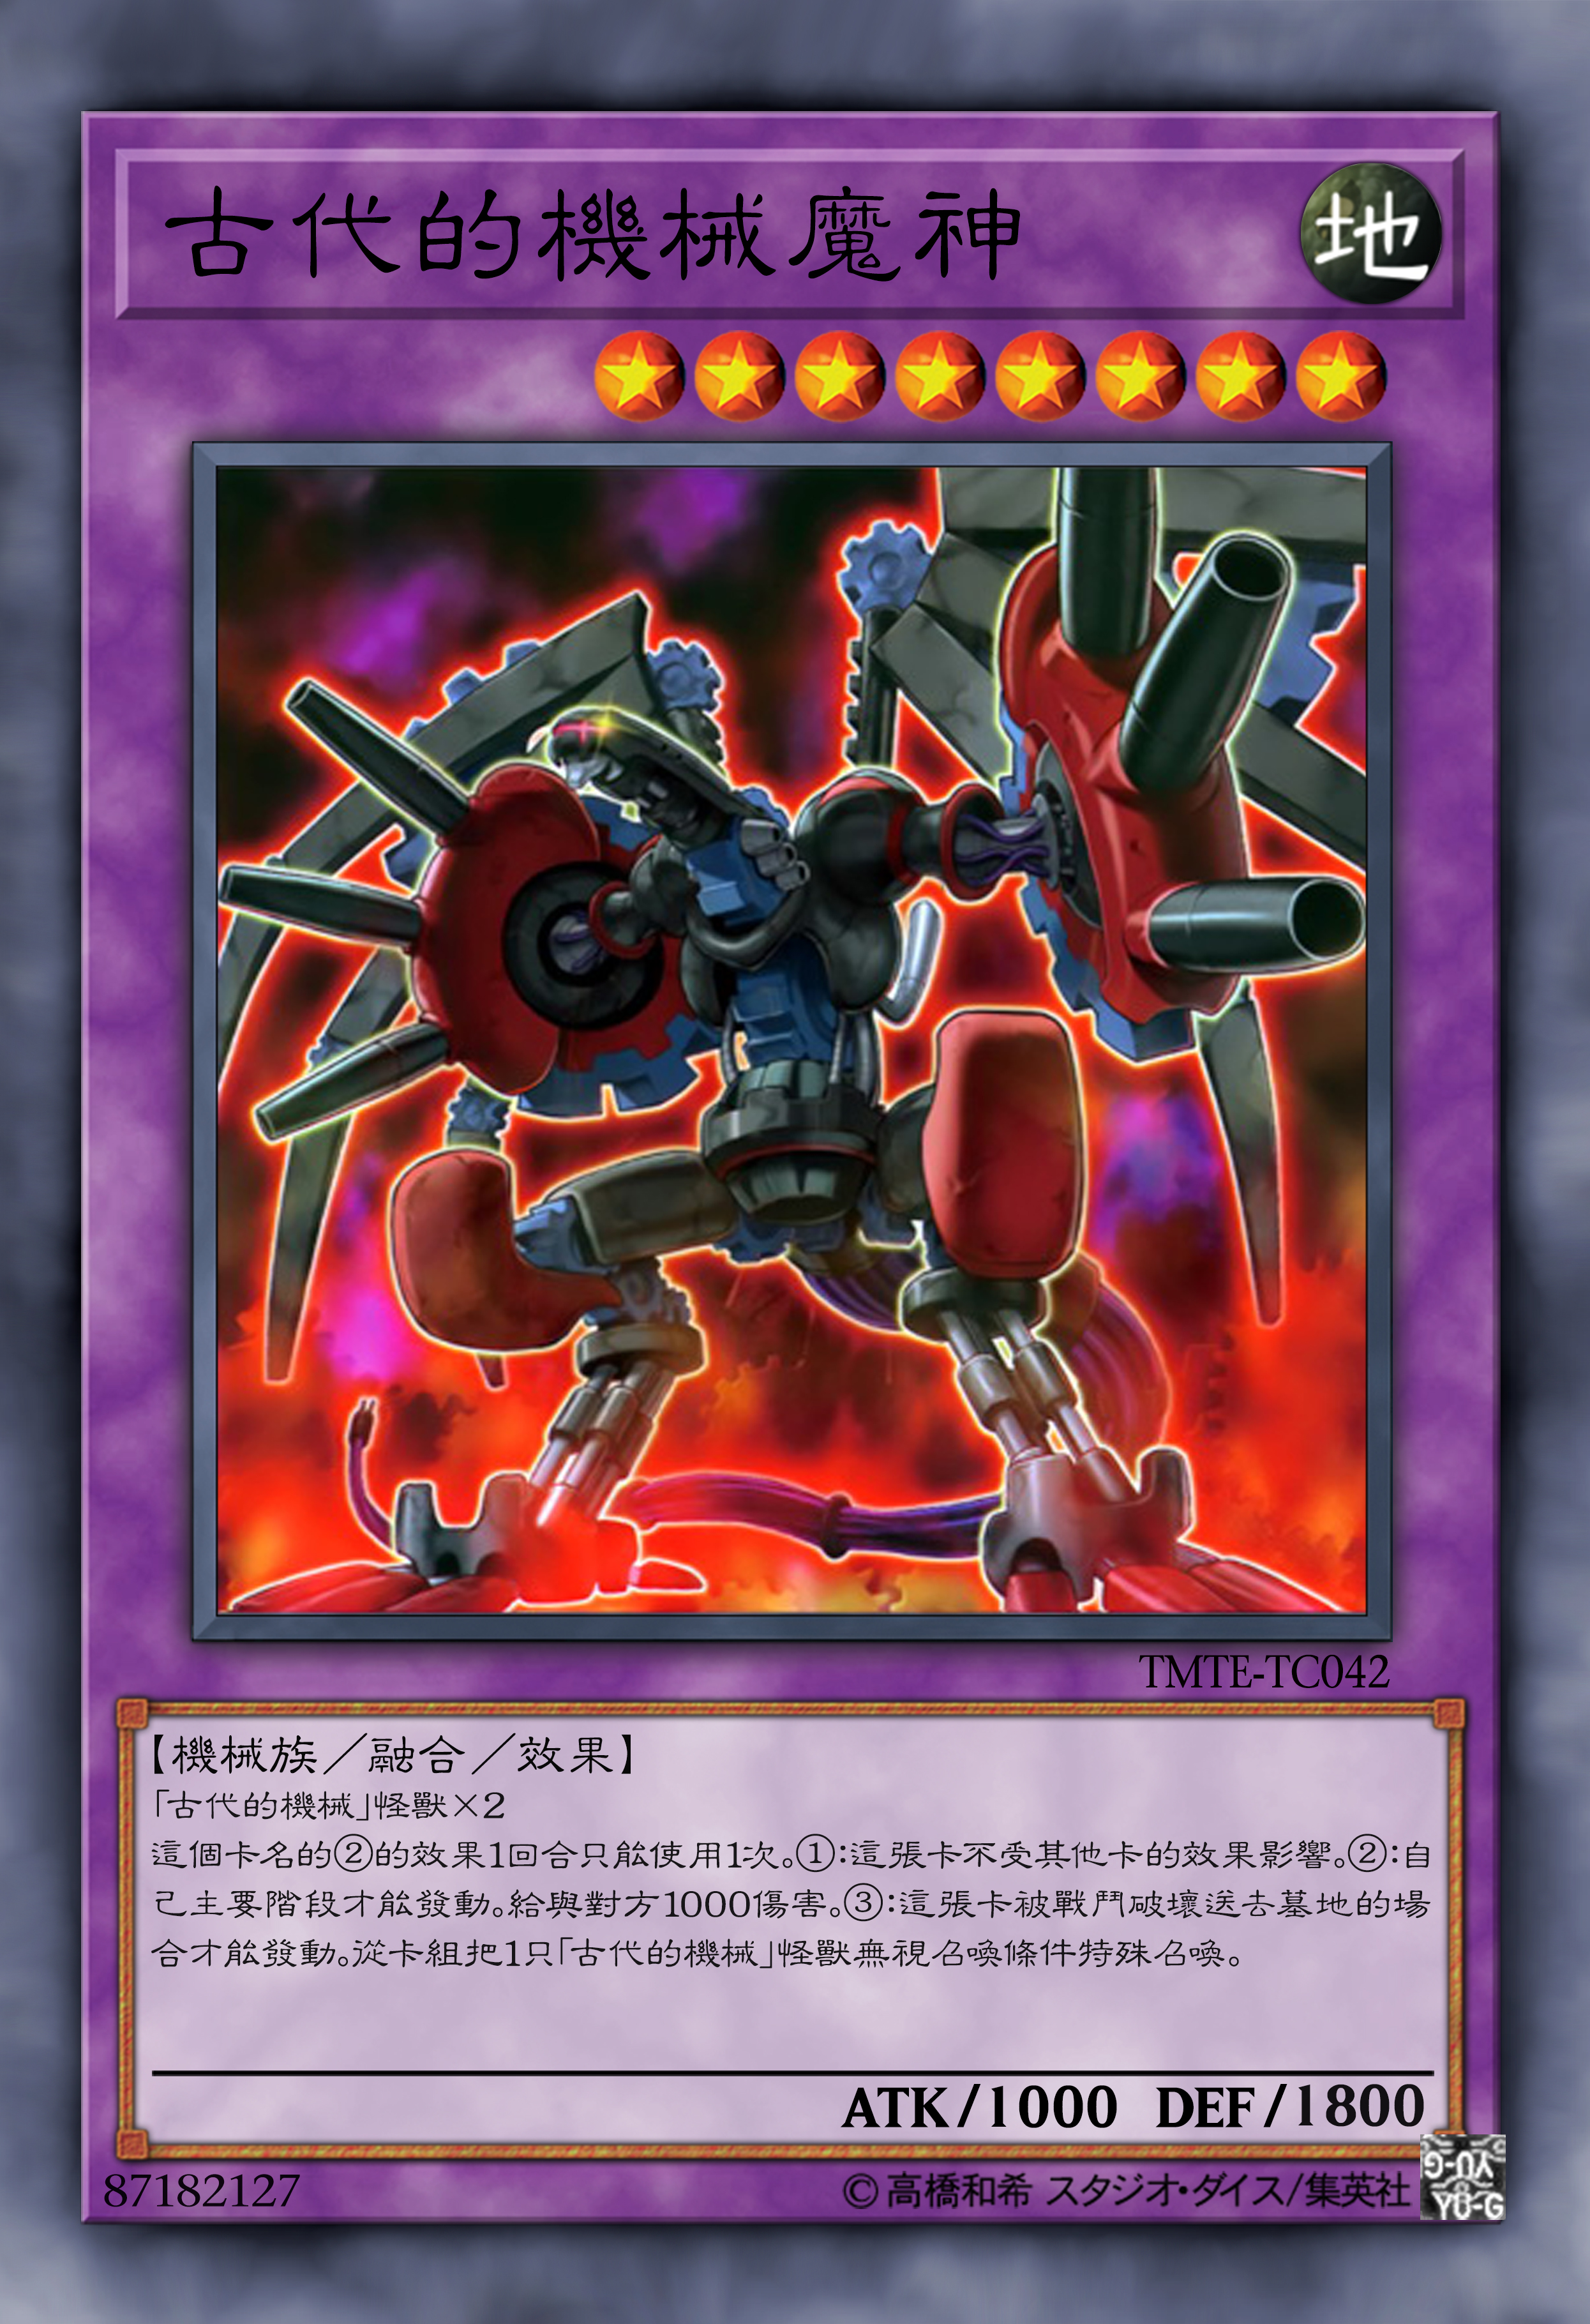 古代的機械魔神
地
TMTE-TC042
【機械族／融合／效果】
「古代的機械」怪獸×2
這個卡名的②的效果1回合只能使用1次。①：這張卡不受其他卡的效果影響。②：自
己主要階段才能發動。給與對方1000傷害。③：這張卡被戰鬥破壞送去墓地的場
合才能發動。從卡組把1只「古代的機械」怪獸無視召喚條件特殊召喚。
ATK/1000 DEF/1800
87182127
©高橋和希 スタジオ・ダイス/集英社